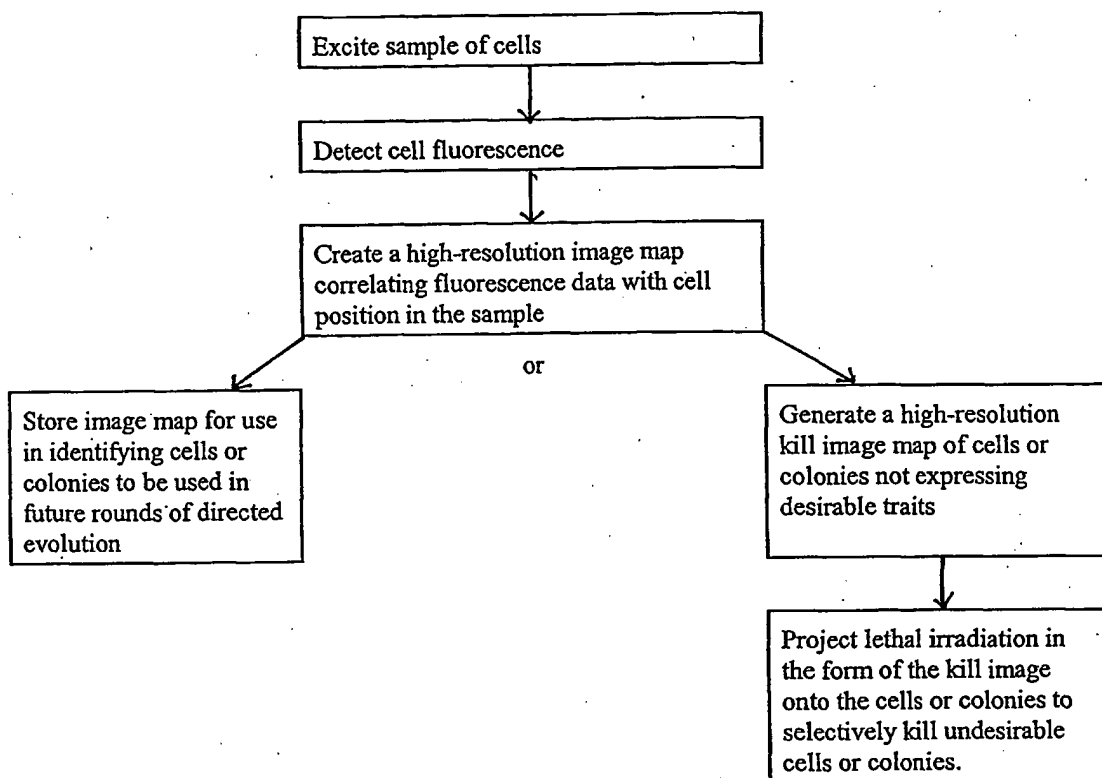 Excite sample of cells
Detect cell fluorescence
Create a high-resolution image map
correlating fluorescence data with cell
position in the sample
or
Store image map for use
in identifying cells or
colonies to be used in
future rounds of directed
evolution
Generate a high-resolution
kill image map of cells or
colonies not expressing
desirable traits
Project lethal irradiation in
the form of the kill image
onto the cells or colonies to
selectively kill undesirable
cells or colonies.